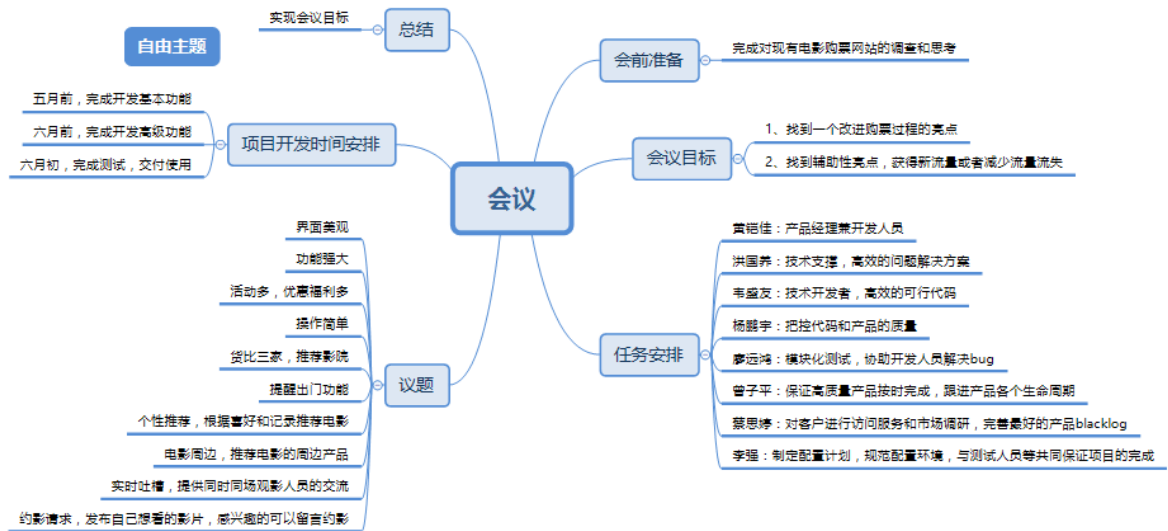 会议
会前准备
完成对现有电影购票网站的调查和思考
会议目标
1、找到一个改进购票过程的亮点
2、找到辅助性亮点，获得新流量或者减少流量流失
任务安排
黄铠佳：产品经理兼开发人员
洪国养：技术支撑，高效的问题解决方案
韦盛友：技术开发者，高效的可行代码
杨鹏宇：把控代码和产品的质量
廖远鸿：模块化测试，协助开发人员解决bug
曾子平：保证高质量产品按时完成，跟进产品各个生命周期
蔡思婷：对客户进行访问服务和市场调研，完善最好的产品blacklog
李强：制定配置计划，规范配置环境，与测试人员等共同保证项目的完成
议题
界面美观
功能强大
活动多，优惠福利多
操作简单
货比三家，推荐影院
提醒出门功能
个性推荐，根据喜好和记录推荐电影
电影周边，推荐电影的周边产品
实时吐槽，提供同时同场观影人员的交流
约影请求，发布自己想看的影片，感兴趣的可以留言约影
项目开发时间安排
五月前，完成开发基本功能
六月前，完成开发高级功能
六月初，完成测试，交付使用
总结
实现会议目标
自由主题